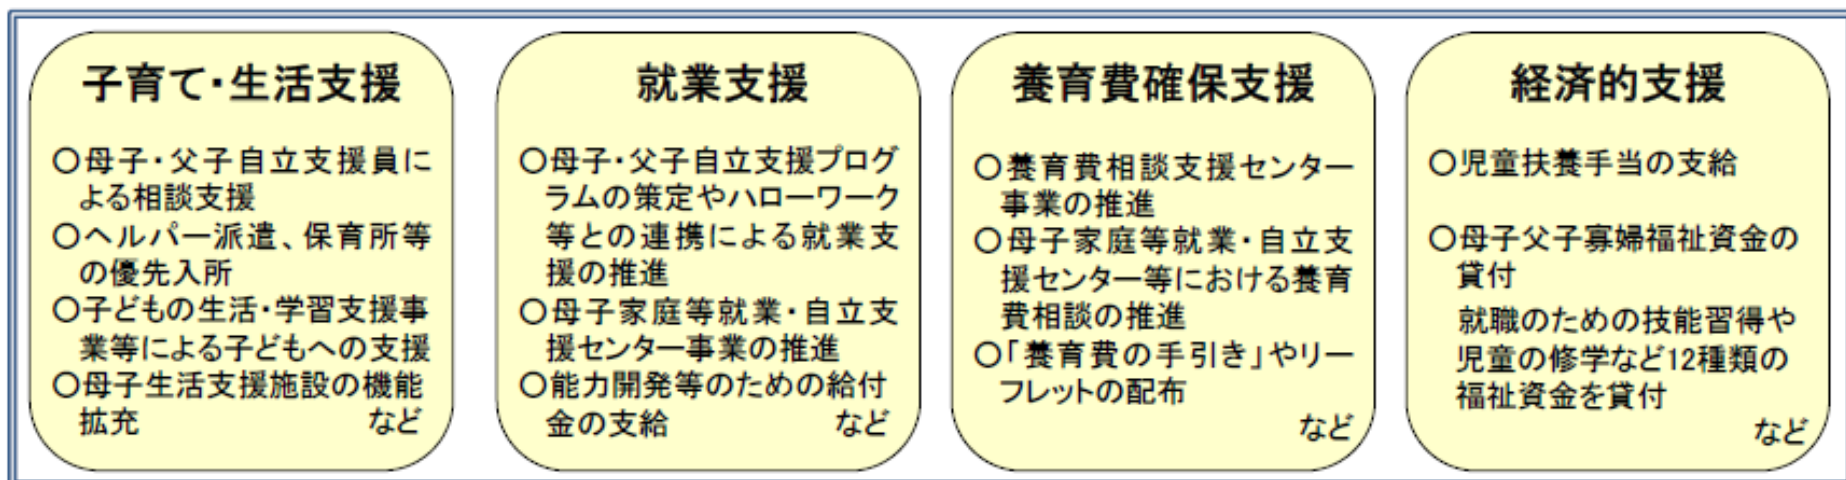 子育て・生活支援
○母子・父子自立支援員に
よる相談支援
○ヘルパー派遣、保育所等
の優先入所
○子どもの生活・学習支援事
業等による子どもへの支援
○母子生活支援施設の機能
拡充 など
就業支援
○母子・父子自立支援プログ
ラムの策定やハローワーク
等との連携による就業支
援の推進
○母子家庭等就業・自立支
援センター事業の推進
○能力開発等のための給付
金の支給 など
養育費確保支援
○養育費相談支援センター
事業の推進
○母子家庭等就業・自立支
援センター等における養育
費相談の推進
○「養育費の手引き」やリー
フレットの配布
など
経済的支援
○児童扶養手当の支給
○母子父子寡婦福祉資金の
貸付
就職のための技能習得や
児童の修学など12種類の
福祉資金を貸付
など